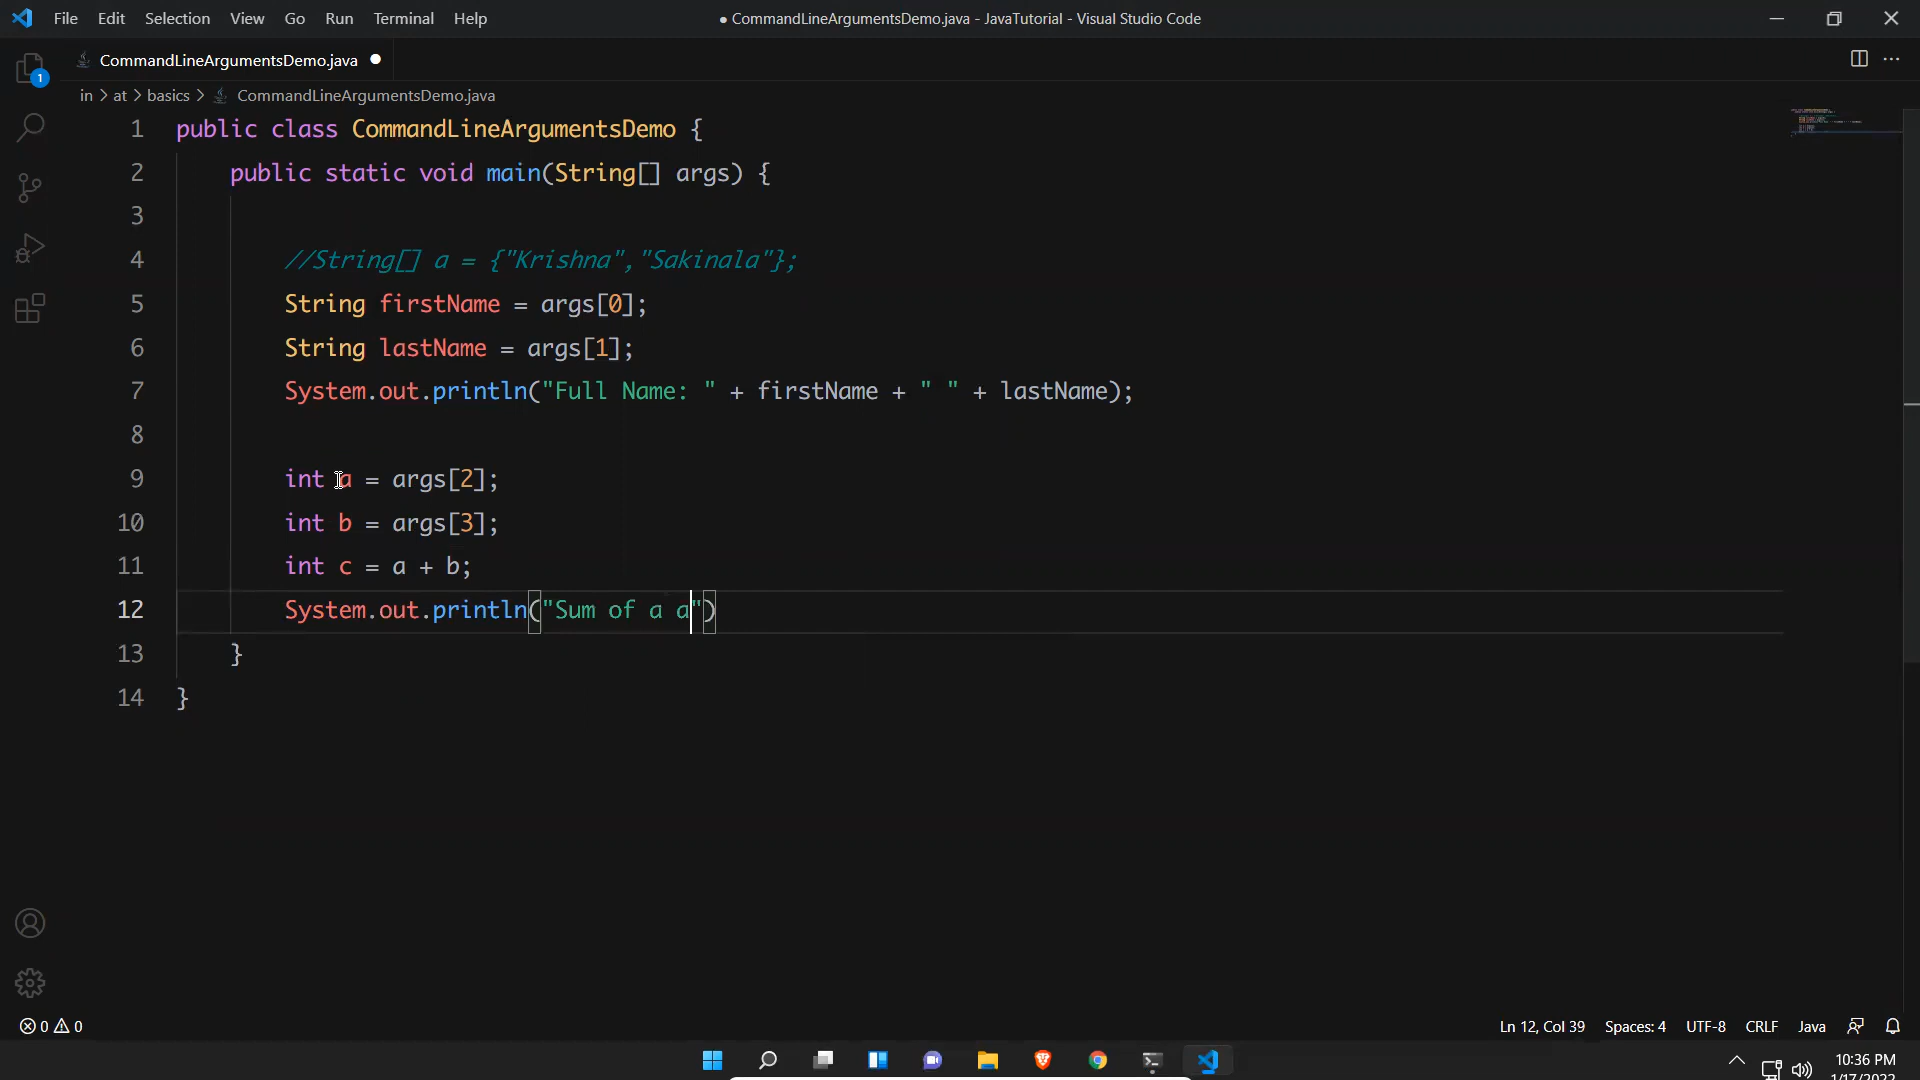 File Edit Selection View Go Run Terminal Help ● CommandLineArgumentsDemo.java - JavaTutorial - Visual Studio Code
CommandLineArgumentsDemo.java ●
in > at > basics > CommandLineArgumentsDemo.java
1 public class CommandLineArgumentsDemo {
2 public static void main(String[] args) {
3
4 //String[] a = {"Krishna","Sakinala"};
5 String firstName = args[0];
6 String lastName = args[1];
7 System.out.println("Full Name: " + firstName + " " + lastName);
8
9 int a = args[2];
10 int b = args[3];
11 int c = a + b;
12 System.out.println("Sum of a a")
13 }
14 }
1
0 0 Ln 12, Col 39 Spaces: 4 UTF-8 CRLF Java
10:36 PM
1/17/2022